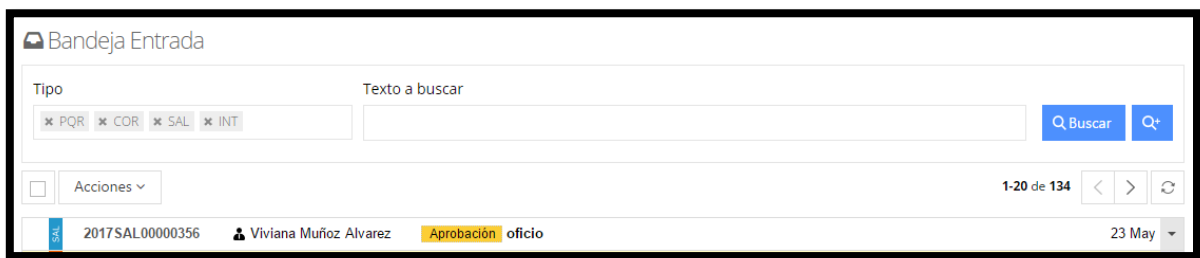 Bandeja Entrada
Tipo Texto a buscar
× PQR × COR × SAL × INT Buscar
Acciones 1-20 de 134
SAL 2017SAL00000356 Viviana Muñoz Alvarez Aprobación oficio 23 May